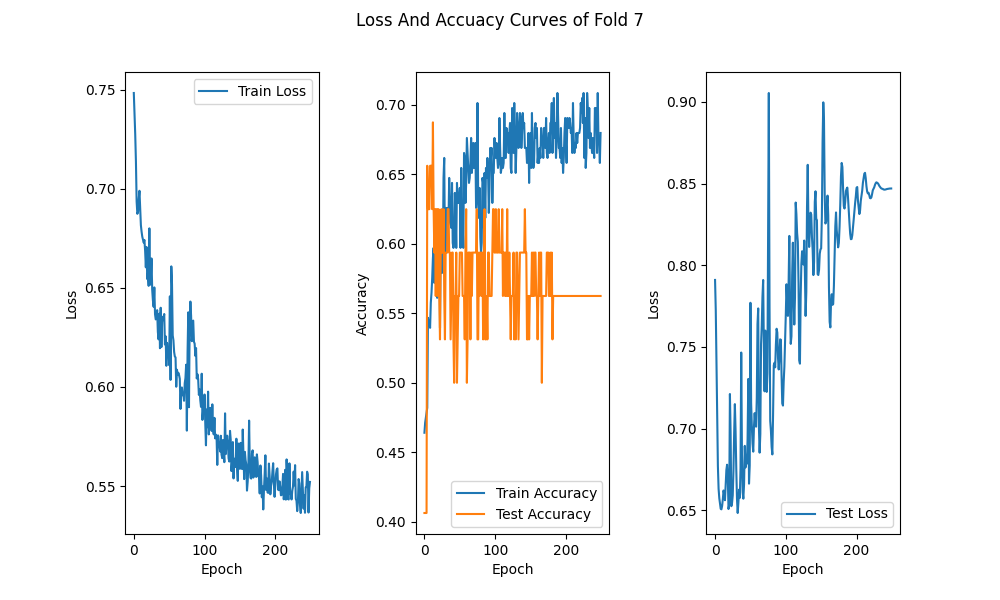 Loss And Accuacy Curves of Fold 7
0.75
0.70
0.65
0.60
0.55
Loss
0
100
200
Epoch
Train Loss
0.70
0.65
0.60
0.55
0.50
0.45
0.40
Accuracy
0
100
200
Epoch
Train Accuracy
Test Accuracy
0.90
0.85
0.80
0.75
0.70
0.65
Loss
0
100
200
Epoch
Test Loss